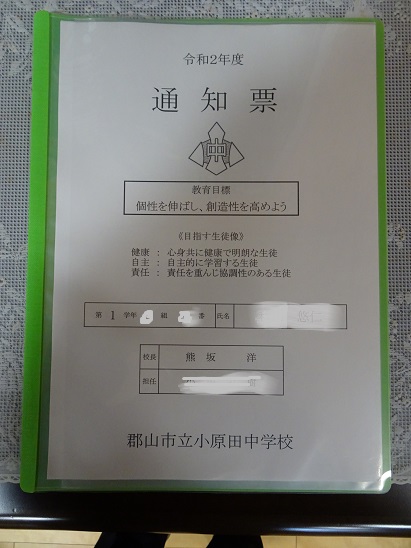 令和2年度
通知票
中
教育目標
個性を伸ばし、創造性を高めよう
《目指す生徒像》
健康 : 心身共に健康で明朗な生徒
自主 : 自主的に学習する生徒
責任 : 責任を重んじ協調性のある生徒
第 1 学年 組 番 氏名
校長 熊坂 洋
担任
郡山市立小原田中学校